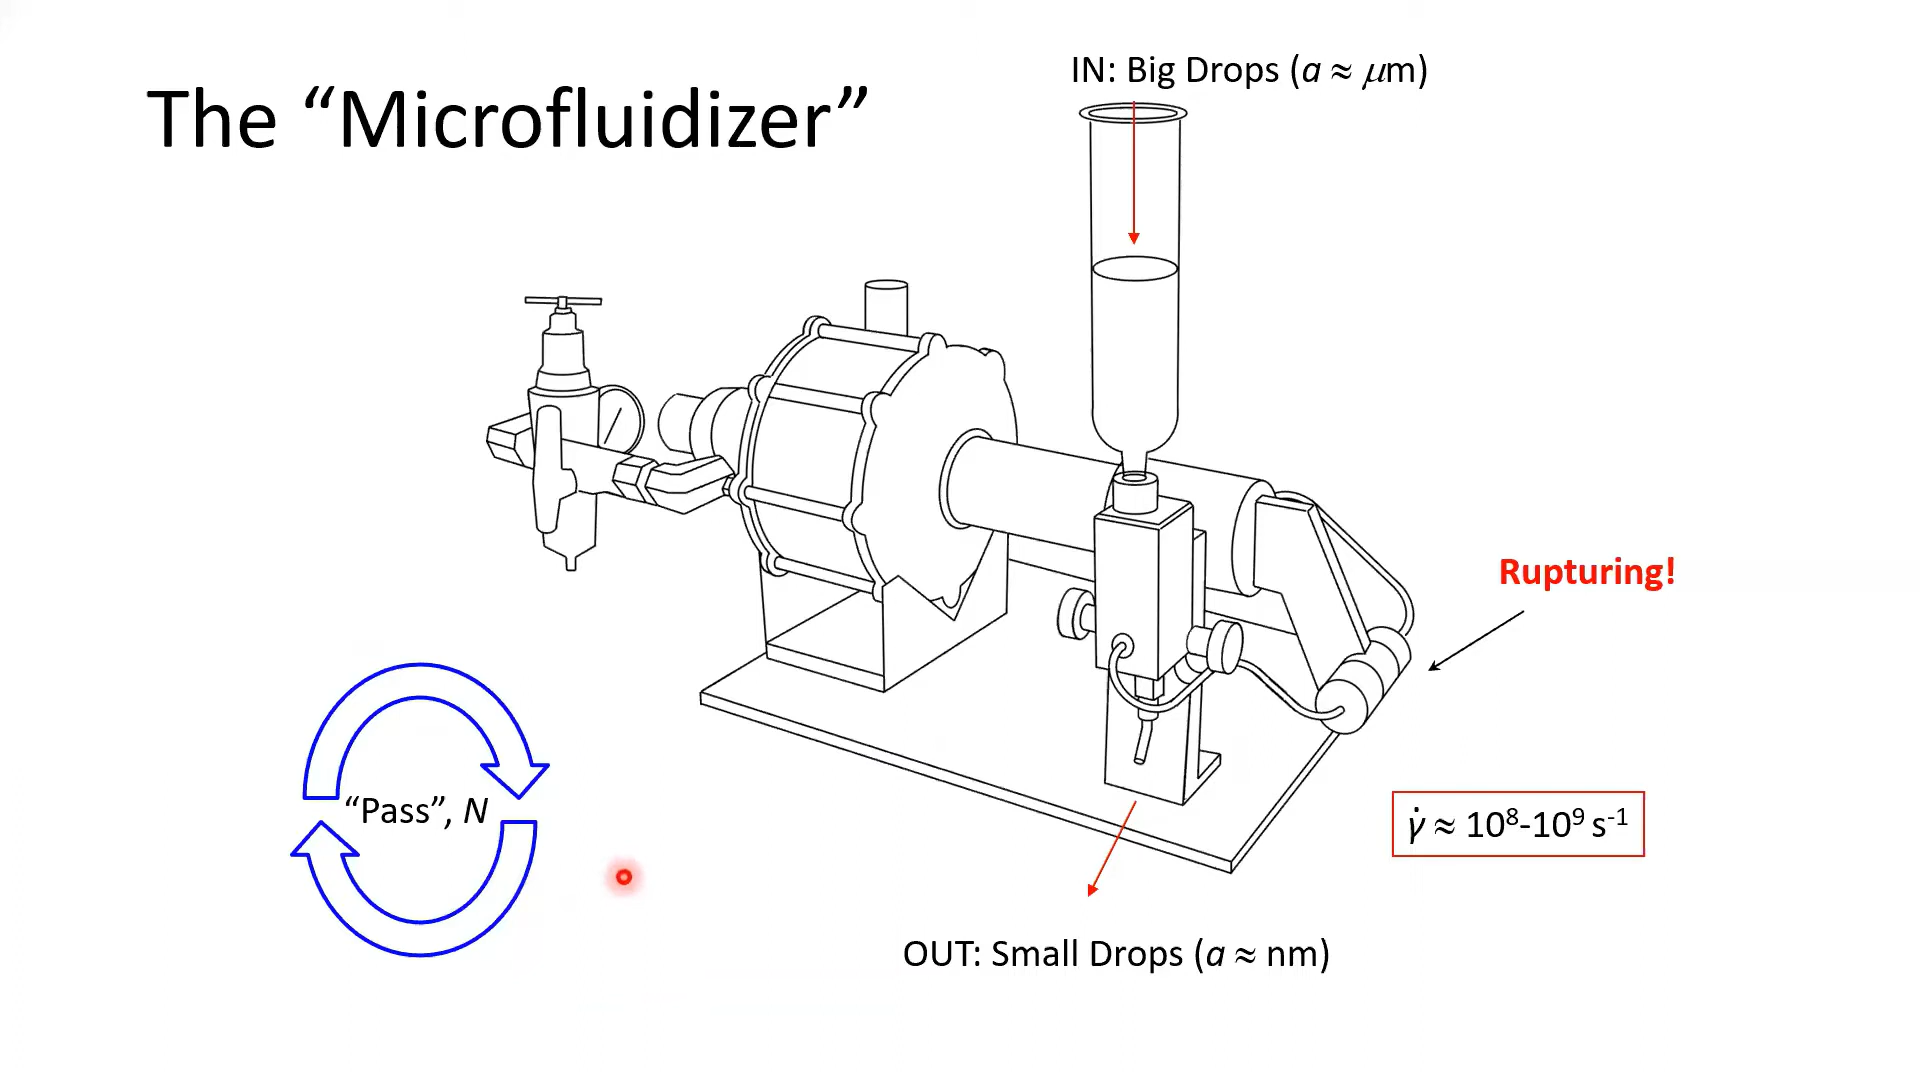 The “Microfluidizer”
IN: Big Drops (a ≈ μm)
Rupturing!
“Pass”, N
γ̇ ≈ 10⁸-10⁹ s⁻¹
OUT: Small Drops (a ≈ nm)